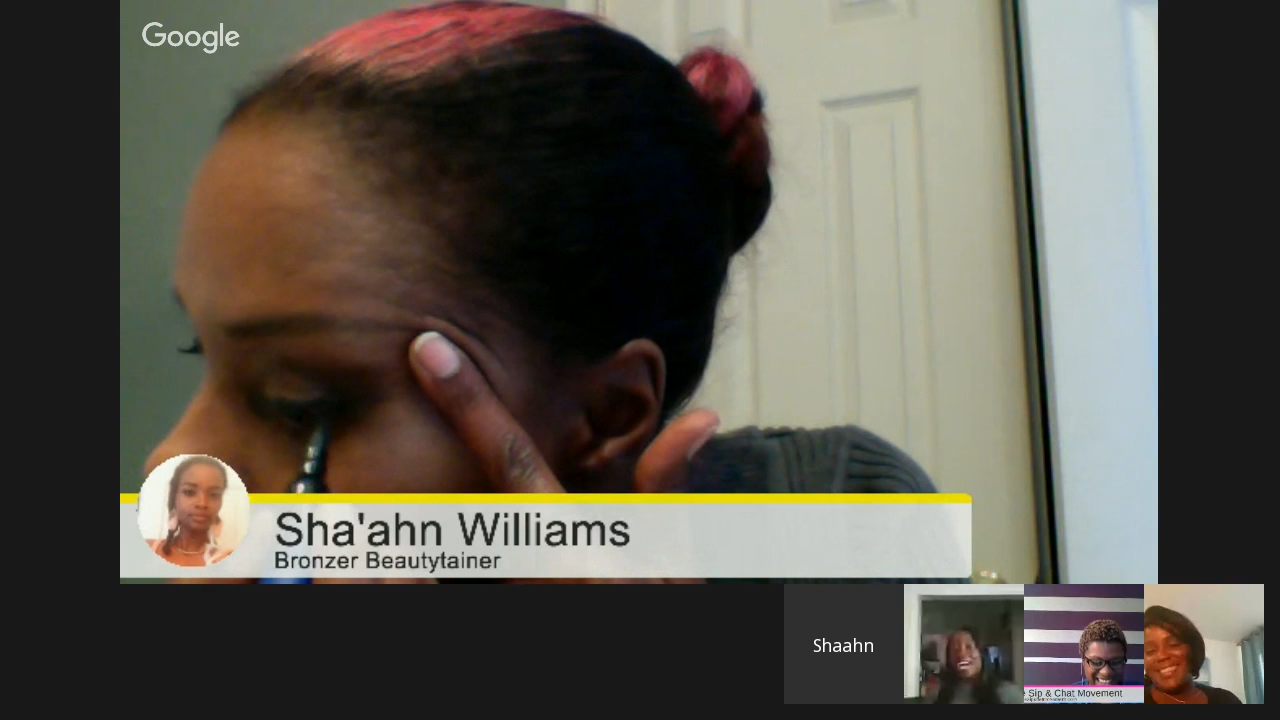 Google
Sha'ahn Williams
Bronzer Beautytainer
Shaahn
Sip & Chat Movement